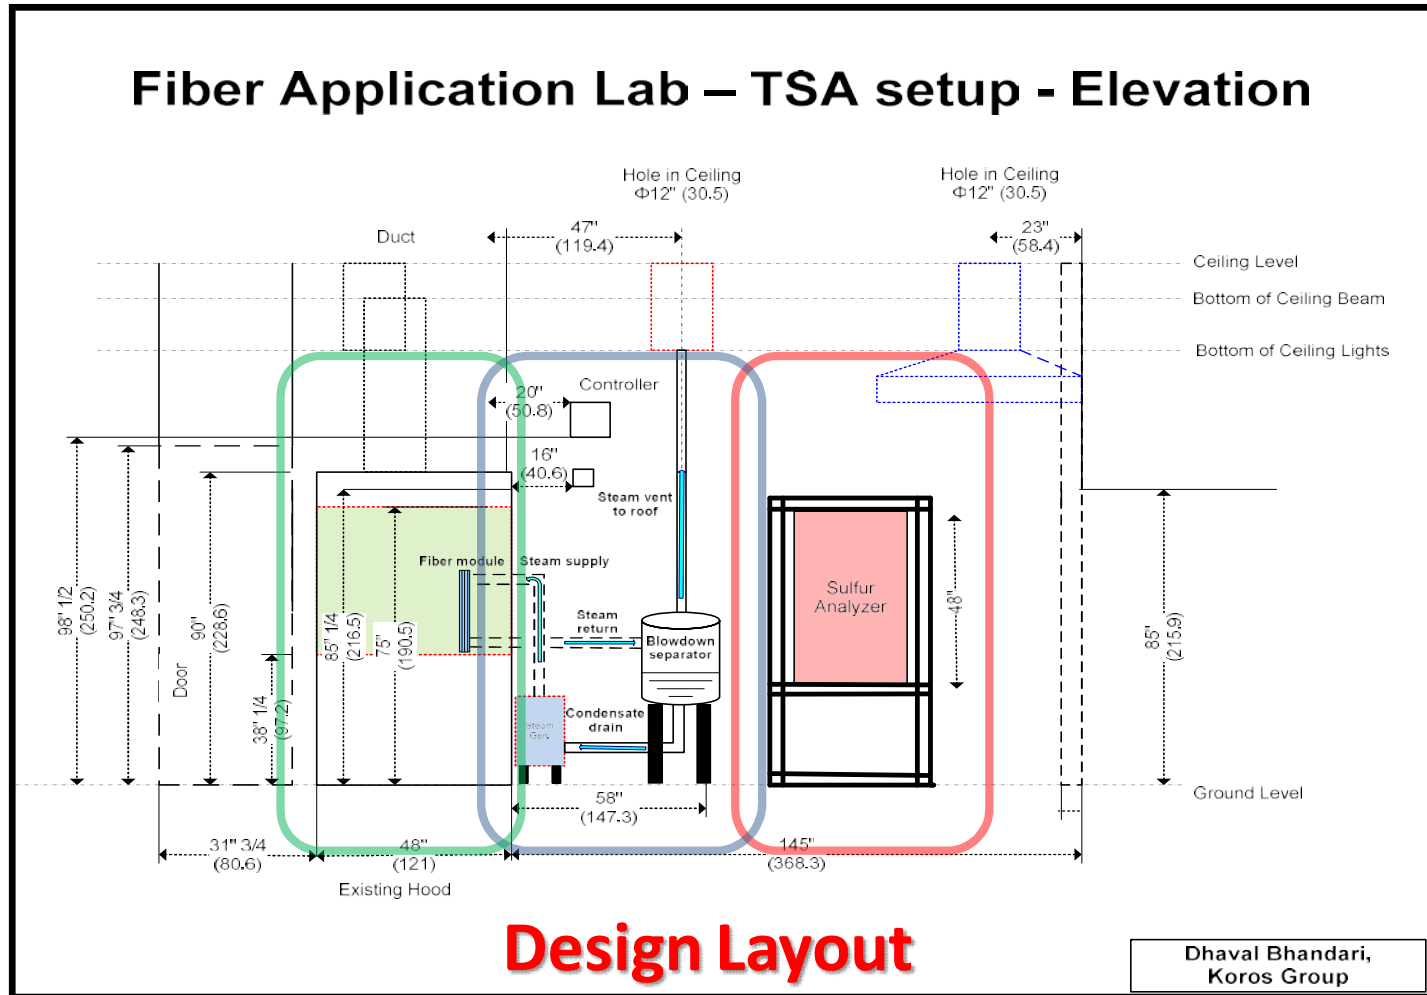 Fiber Application Lab – TSA setup - Elevation
Hole in Ceiling
Φ12" (30.5)
Hole in Ceiling
Φ12" (30.5)
Duct
47"
(119.4)
23"
(58.4)
Ceiling Level
Bottom of Ceiling Beam
Bottom of Ceiling Lights
20"
(50.8)
Controller
16"
(40.6)
Steam vent
to roof
Fiber module
Steam supply
Steam
return
Blowdown
separator
Sulfur
Analyzer
48"
85"
(215.9)
98" 1/2
(250.2)
97" 3/4
(248.3)
Door
90"
(228.6)
38" 1/4
(97.2)
85" 1/4
(216.5)
75"
(190.5)
Steam
Gen.
Condensate
drain
58"
(147.3)
Ground Level
31" 3/4
(80.6)
48"
(121)
145"
(368.3)
Existing Hood
Design Layout
Dhaval Bhandari,
Koros Group